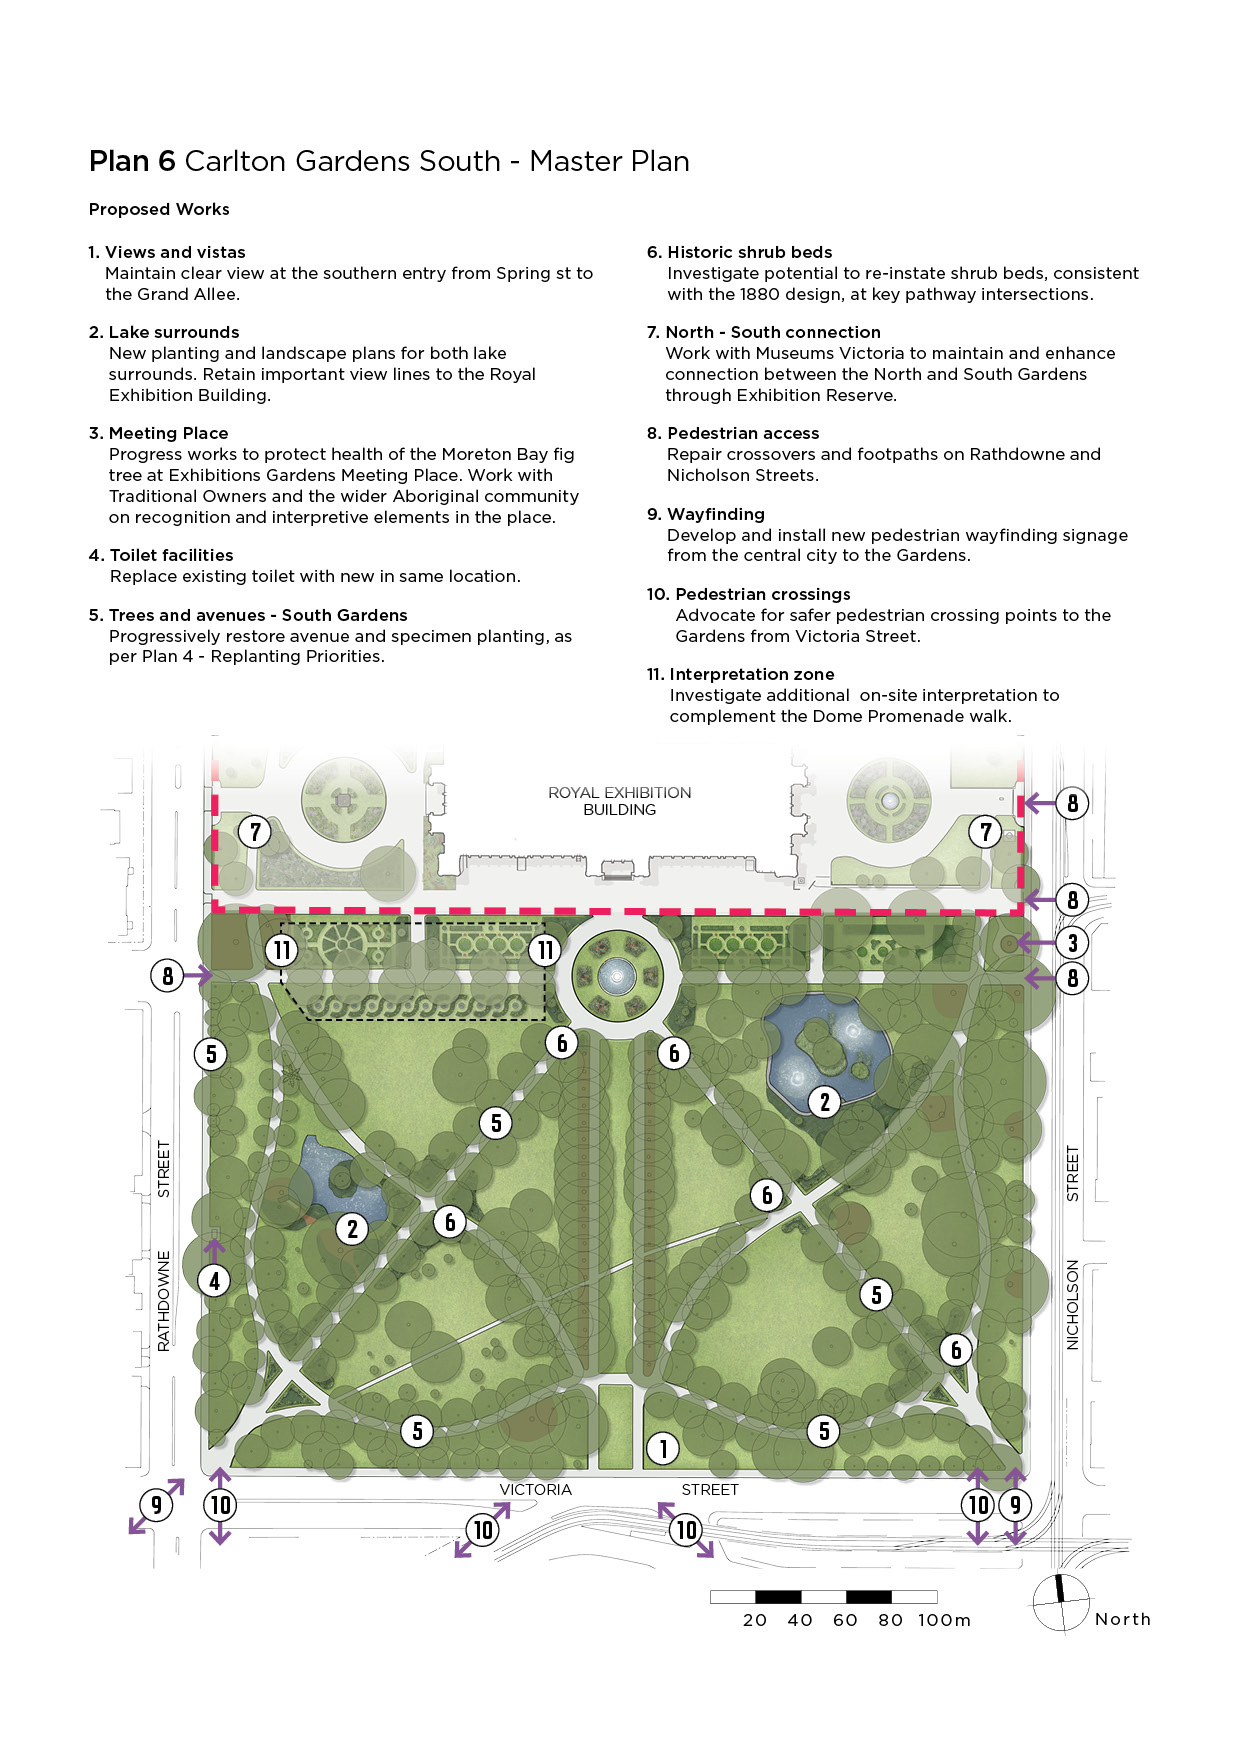 Plan 6 Carlton Gardens South - Master Plan
Proposed Works
1. Views and vistas
Maintain clear view at the southern entry from Spring st to
the Grand Allee.
2. Lake surrounds
New planting and landscape plans for both lake
surrounds. Retain important view lines to the Royal
Exhibition Building.
3. Meeting Place
Progress works to protect health of the Moreton Bay fig
tree at Exhibitions Gardens Meeting Place. Work with
Traditional Owners and the wider Aboriginal community
on recognition and interpretive elements in the place.
4. Toilet facilities
Replace existing toilet with new in same location.
5. Trees and avenues - South Gardens
Progressively restore avenue and specimen planting, as
per Plan 4 - Replanting Priorities.
6. Historic shrub beds
Investigate potential to re-instate shrub beds, consistent
with the 1880 design, at key pathway intersections.
7. North - South connection
Work with Museums Victoria to maintain and enhance
connection between the North and South Gardens
through Exhibition Reserve.
8. Pedestrian access
Repair crossovers and footpaths on Rathdowne and
Nicholson Streets.
9. Wayfinding
Develop and install new pedestrian wayfinding signage
from the central city to the Gardens.
10. Pedestrian crossings
Advocate for safer pedestrian crossing points to the
Gardens from Victoria Street.
11. Interpretation zone
Investigate additional on-site interpretation to
complement the Dome Promenade walk.
ROYAL EXHIBITION
BUILDING
8
7
7
8
11
11
3
8
8
6
6
5
2
5
STREET
STREET
6
6
2
4
5
RATHDOWNE
NICHOLSON
6
5
5
1
VICTORIA STREET
9
10
10
9
10
10
20 40 60 80 100m
North